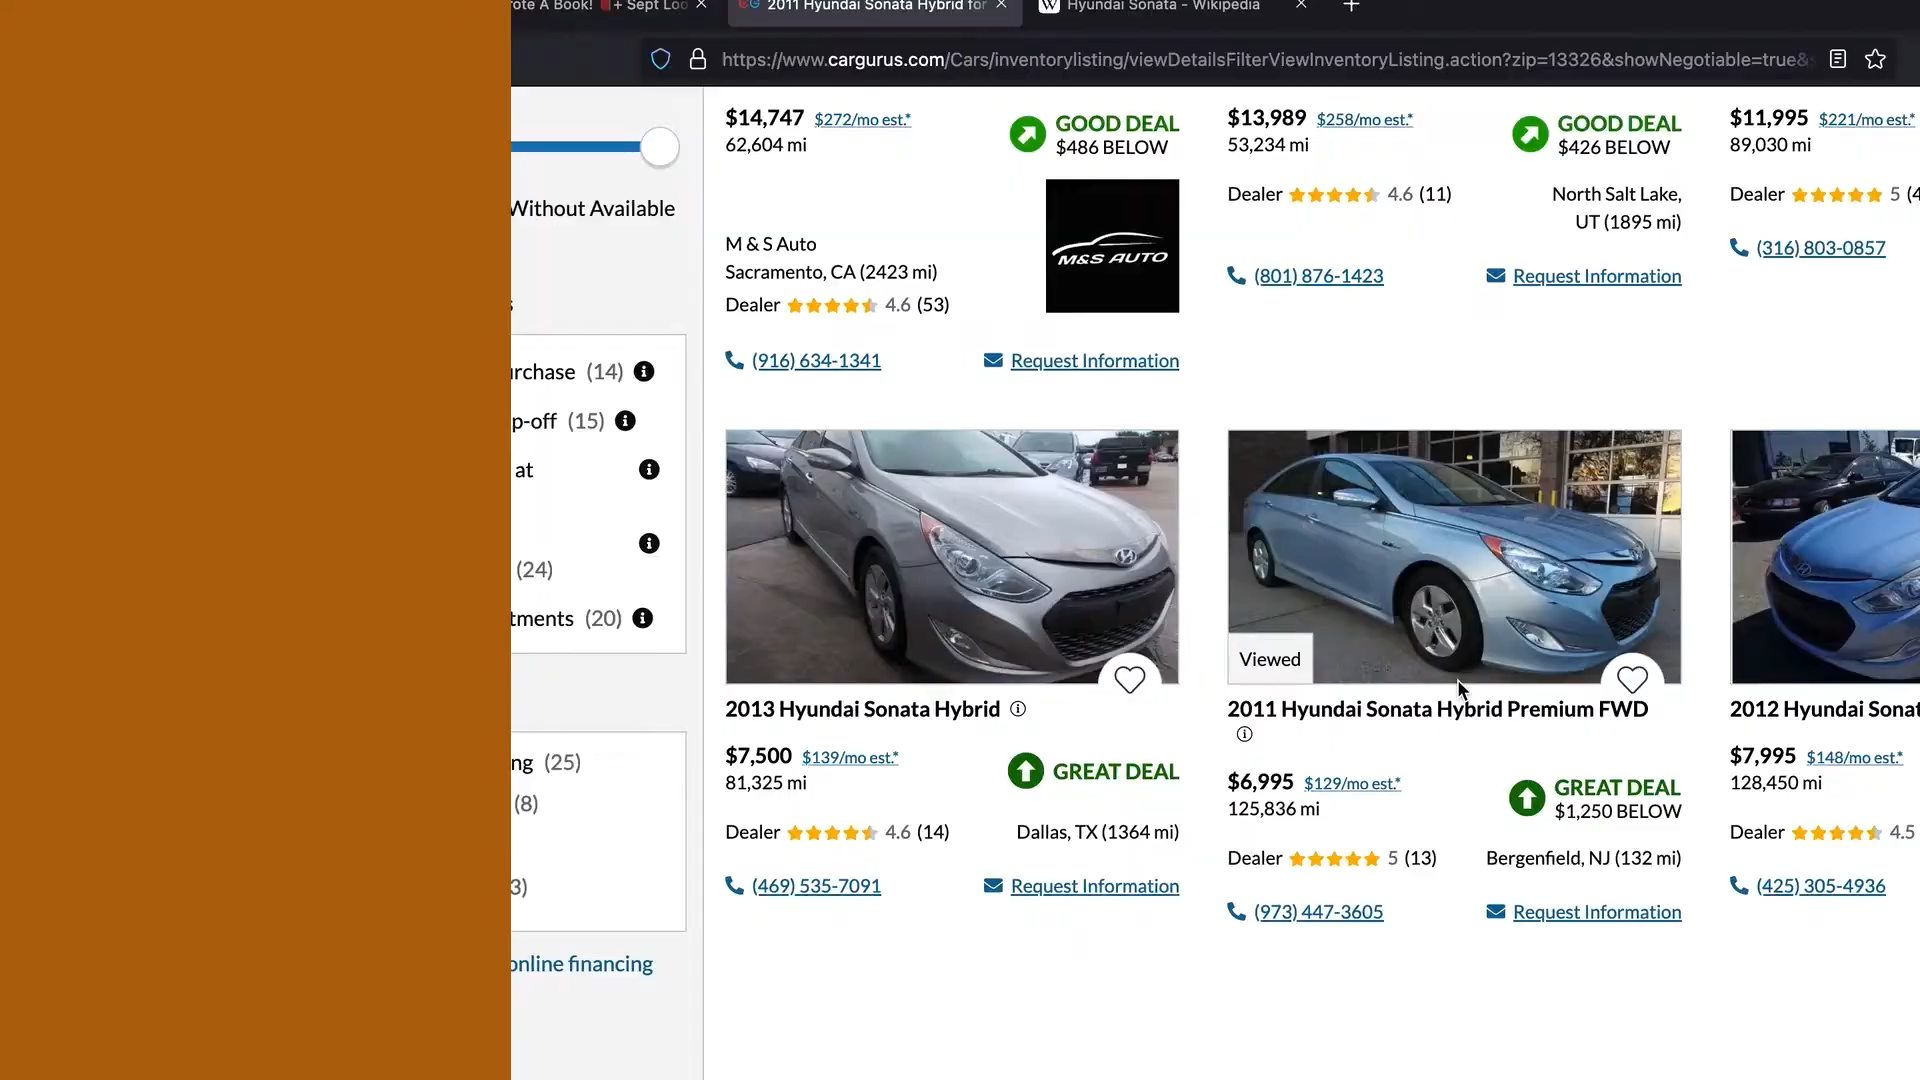 rote A Book! + Sept Loo
2011 Hyundai Sonata Hybrid for
Hyundai Sonata - Wikipedia
https://www.cargurus.com/Cars/inventorylisting/viewDetailsFilterViewInventoryListing.action?zip=13326&showNegotiable=true&
Without Available
s
urchase (14)
p-off (15)
at
(24)
tments (20)
ng (25)
(8)
3)
online financing
$14,747 $272/mo est.*
62,604 mi
GOOD DEAL
$486 BELOW
M & S Auto
Sacramento, CA (2423 mi)
Dealer 4.6 (53)
M&S AUTO
(916) 634-1341 Request Information
$13,989 $258/mo est.*
53,234 mi
GOOD DEAL
$426 BELOW
Dealer 4.6 (11)
North Salt Lake,
UT (1895 mi)
(801) 876-1423 Request Information
$11,995 $221/mo est.*
89,030 mi
Dealer 5 (4
(316) 803-0857
2013 Hyundai Sonata Hybrid
$7,500 $139/mo est.*
81,325 mi
GREAT DEAL
Dealer 4.6 (14) Dallas, TX (1364 mi)
(469) 535-7091 Request Information
Viewed
2011 Hyundai Sonata Hybrid Premium FWD
$6,995 $129/mo est.*
125,836 mi
GREAT DEAL
$1,250 BELOW
Dealer 5 (13) Bergenfield, NJ (132 mi)
(973) 447-3605 Request Information
2012 Hyundai Sonat
$7,995 $148/mo est.*
128,450 mi
Dealer 4.5
(425) 305-4936